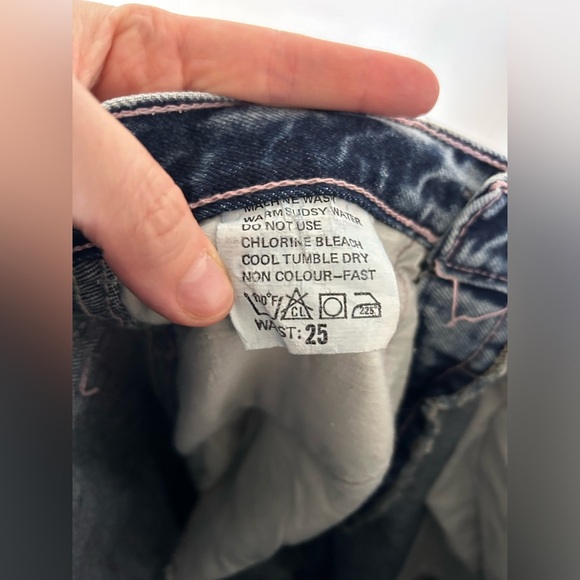 MACHINE WASH
WARM SUDSY WATER
DO NOT USE
CHLORINE BLEACH
COOL TUMBLE DRY
NON COLOUR-FAST
100°F CL 225°
WAIST: 25